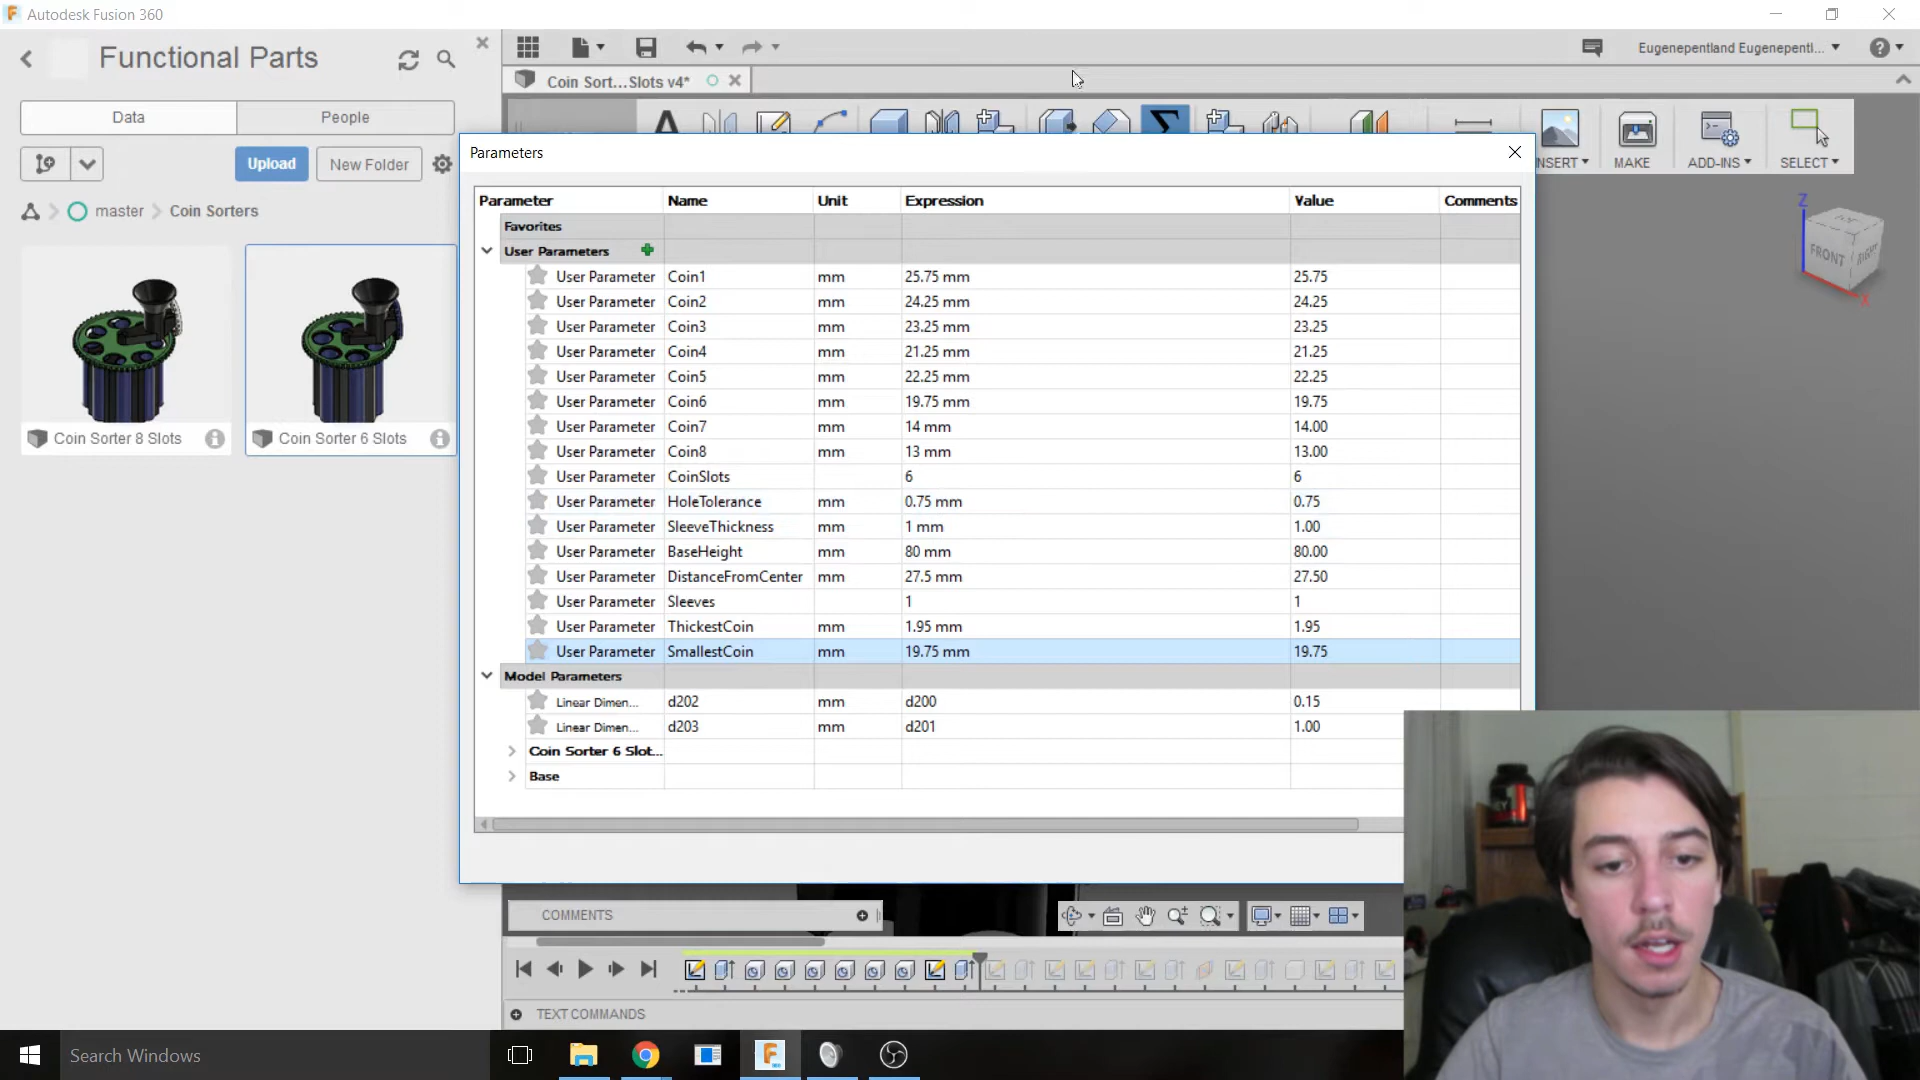 Autodesk Fusion 360
Functional Parts
Eugenepentland Eugenepentl...
Coin Sort...Slots v4*
Data People
Upload New Folder
INSERT MAKE ADD-INS SELECT
master Coin Sorters
Z
TOP
FRONT RIGHT
X
Coin Sorter 8 Slots
Coin Sorter 6 Slots
Parameters
Parameter Name Unit Expression Value Comments
Favorites
User Parameters
User Parameter Coin1 mm 25.75 mm 25.75
User Parameter Coin2 mm 24.25 mm 24.25
User Parameter Coin3 mm 23.25 mm 23.25
User Parameter Coin4 mm 21.25 mm 21.25
User Parameter Coin5 mm 22.25 mm 22.25
User Parameter Coin6 mm 19.75 mm 19.75
User Parameter Coin7 mm 14 mm 14.00
User Parameter Coin8 mm 13 mm 13.00
User Parameter CoinSlots 6 6
User Parameter HoleTolerance mm 0.75 mm 0.75
User Parameter SleeveThickness mm 1 mm 1.00
User Parameter BaseHeight mm 80 mm 80.00
User Parameter DistanceFromCenter mm 27.5 mm 27.50
User Parameter Sleeves 1 1
User Parameter ThickestCoin mm 1.95 mm 1.95
User Parameter SmallestCoin mm 19.75 mm 19.75
Model Parameters
Linear Dimen... d202 mm d200 0.15
Linear Dimen... d203 mm d201 1.00
Coin Sorter 6 Slot...
Base
COMMENTS
TEXT COMMANDS
Search Windows